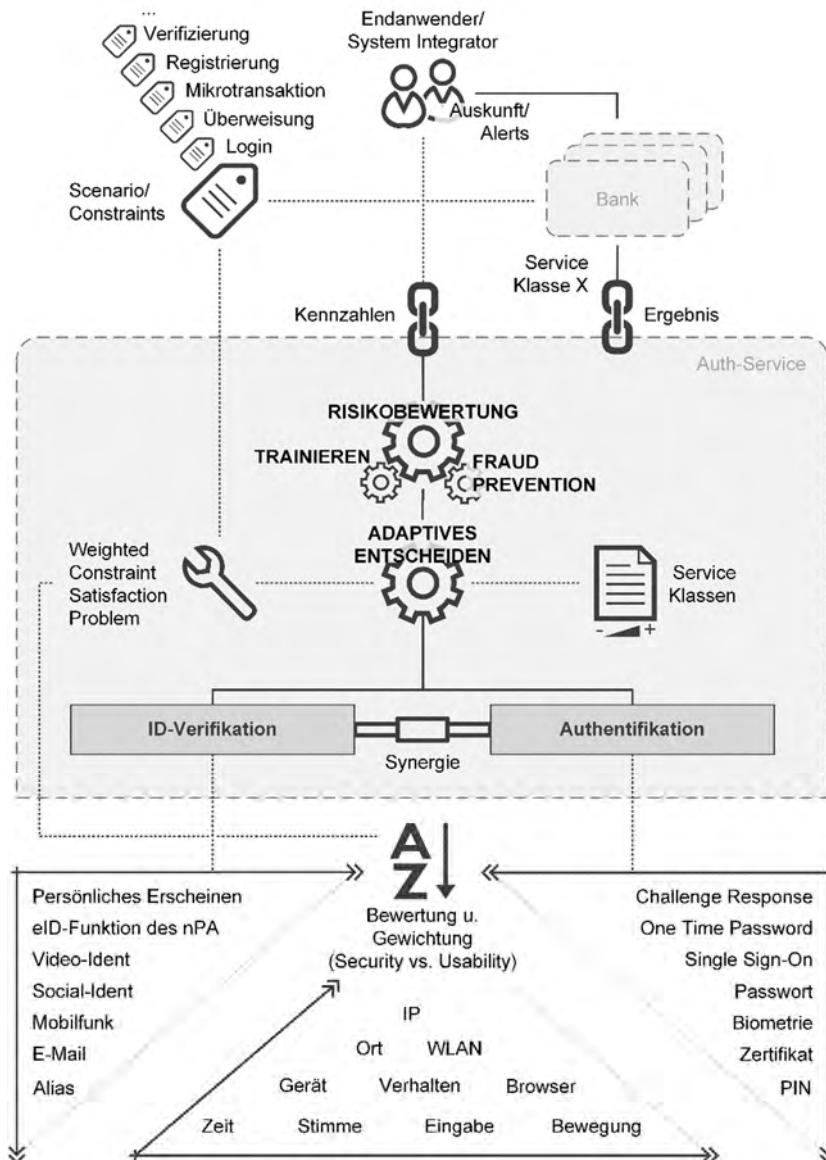 ...
Verifizierung
Registrierung
Mikrotransaktion
Überweisung
Login
Scenario/
Constraints
Endanwender/
System Integrator
Auskunft/
Alerts
Bank
Service
Klasse X
Kennzahlen
Ergebnis
Auth-Service
RISIKOBEWERTUNG
TRAINIEREN
FRAUD
PREVENTION
ADAPTIVES
ENTSCHEIDEN
Weighted
Constraint
Satisfaction
Problem
Service
Klassen
- +
ID-Verifikation
Authentifikation
Synergie
A
Z
Bewertung u.
Gewichtung
(Security vs. Usability)
Persönliches Erscheinen
eID-Funktion des nPA
Video-Ident
Social-Ident
Mobilfunk
E-Mail
Alias
Challenge Response
One Time Password
Single Sign-On
Passwort
Biometrie
Zertifikat
PIN
IP
Ort WLAN
Gerät Verhalten Browser
Zeit Stimme Eingabe Bewegung